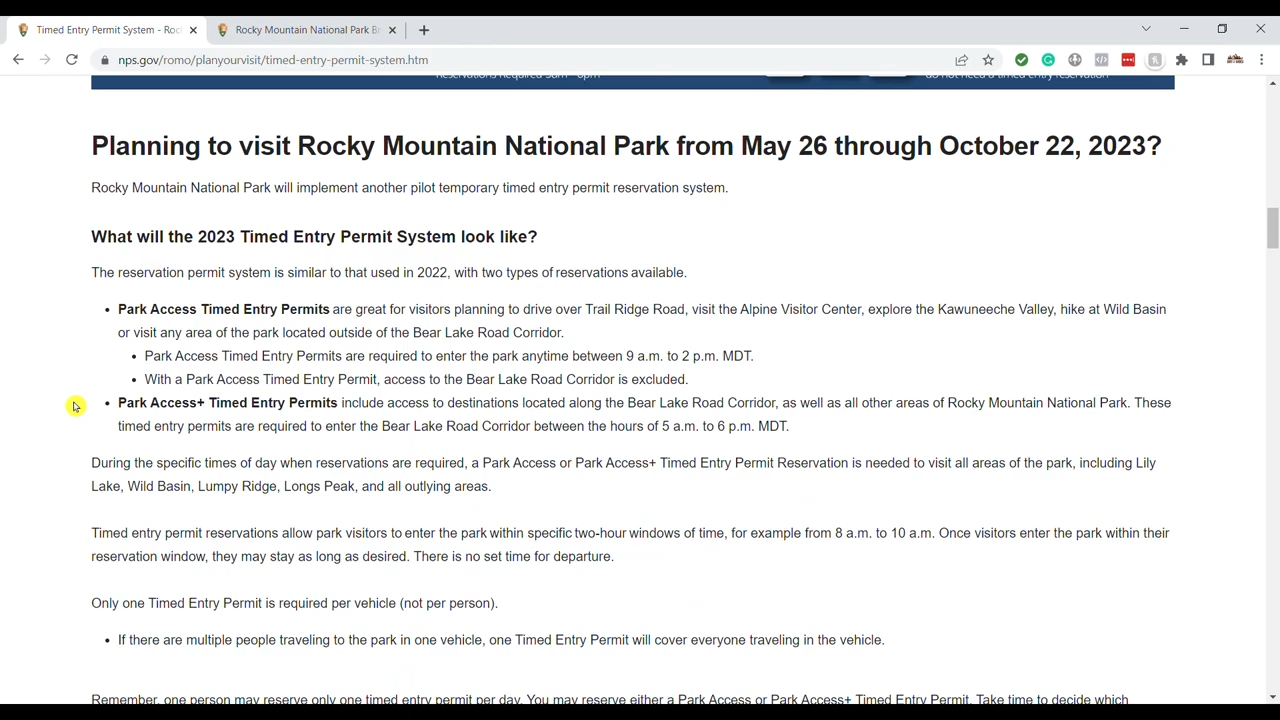 Timed Entry Permit System - Roc
Rocky Mountain National Park B
nps.gov/romo/planyourvisit/timed-entry-permit-system.htm
Reservations Required 5am - 6pm
do not need a timed entry reservation
Planning to visit Rocky Mountain National Park from May 26 through October 22, 2023?
Rocky Mountain National Park will implement another pilot temporary timed entry permit reservation system.
What will the 2023 Timed Entry Permit System look like?
The reservation permit system is similar to that used in 2022, with two types of reservations available.
• Park Access Timed Entry Permits are great for visitors planning to drive over Trail Ridge Road, visit the Alpine Visitor Center, explore the Kawuneeche Valley, hike at Wild Basin
or visit any area of the park located outside of the Bear Lake Road Corridor.
• Park Access Timed Entry Permits are required to enter the park anytime between 9 a.m. to 2 p.m. MDT.
• With a Park Access Timed Entry Permit, access to the Bear Lake Road Corridor is excluded.
• Park Access+ Timed Entry Permits include access to destinations located along the Bear Lake Road Corridor, as well as all other areas of Rocky Mountain National Park. These
timed entry permits are required to enter the Bear Lake Road Corridor between the hours of 5 a.m. to 6 p.m. MDT.
During the specific times of day when reservations are required, a Park Access or Park Access+ Timed Entry Permit Reservation is needed to visit all areas of the park, including Lily
Lake, Wild Basin, Lumpy Ridge, Longs Peak, and all outlying areas.
Timed entry permit reservations allow park visitors to enter the park within specific two-hour windows of time, for example from 8 a.m. to 10 a.m. Once visitors enter the park within their
reservation window, they may stay as long as desired. There is no set time for departure.
Only one Timed Entry Permit is required per vehicle (not per person).
• If there are multiple people traveling to the park in one vehicle, one Timed Entry Permit will cover everyone traveling in the vehicle.
Remember, one person may reserve only one timed entry permit per day. You may reserve either a Park Access or Park Access+ Timed Entry Permit. Take time to decide which